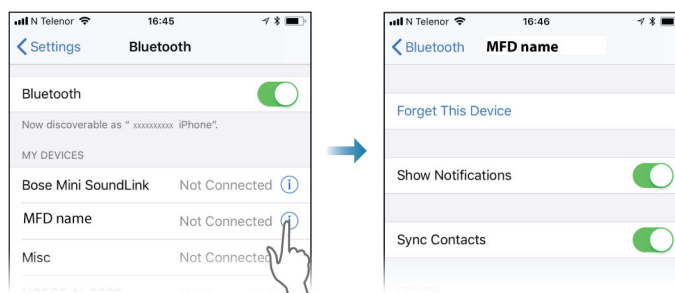 N Telenor 16:45
Settings Bluetooth
Bluetooth
Now discoverable as " xxxxxxxxxx iPhone".
MY DEVICES
Bose Mini SoundLink Not Connected
MFD name Not Connected
Misc Not Connected
N Telenor 16:46
Bluetooth MFD name
Forget This Device
Show Notifications
Sync Contacts